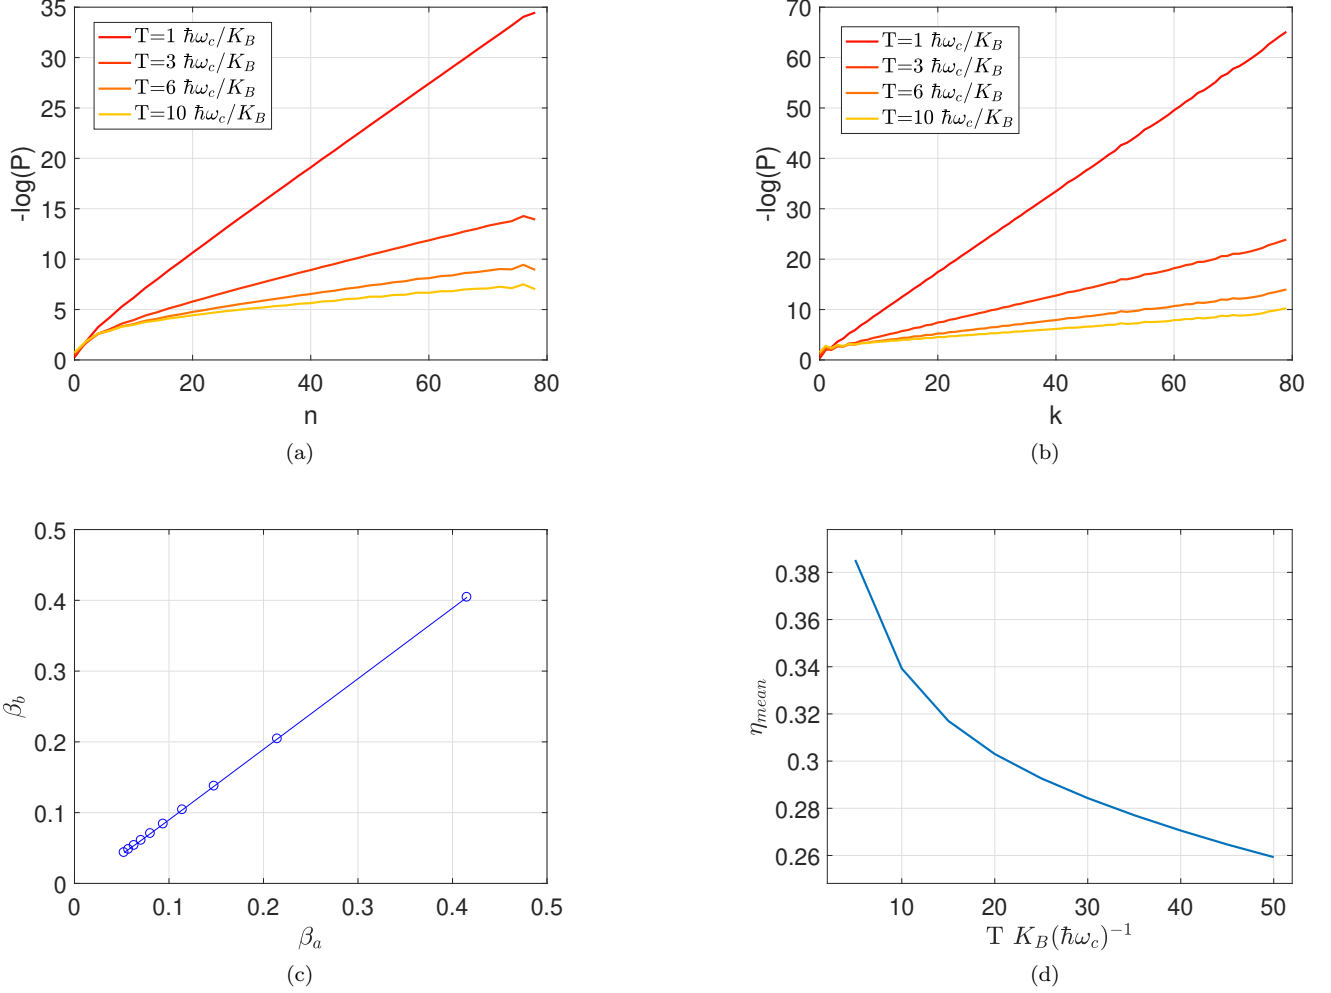 35
30
25
20
15
10
5
0
-log(P)
T=1 ℏω_c/K_B
T=3 ℏω_c/K_B
T=6 ℏω_c/K_B
T=10 ℏω_c/K_B
0 20 40 60 80
n
(a)
70
60
50
40
30
20
10
0
-log(P)
T=1 ℏω_c/K_B
T=3 ℏω_c/K_B
T=6 ℏω_c/K_B
T=10 ℏω_c/K_B
0 20 40 60 80
k
(b)
0.5
0.4
0.3
0.2
0.1
0
β_b
0 0.1 0.2 0.3 0.4 0.5
β_a
(c)
0.38
0.36
0.34
0.32
0.3
0.28
0.26
η_mean
10 20 30 40 50
T K_B(ℏω_c)^−1
(d)